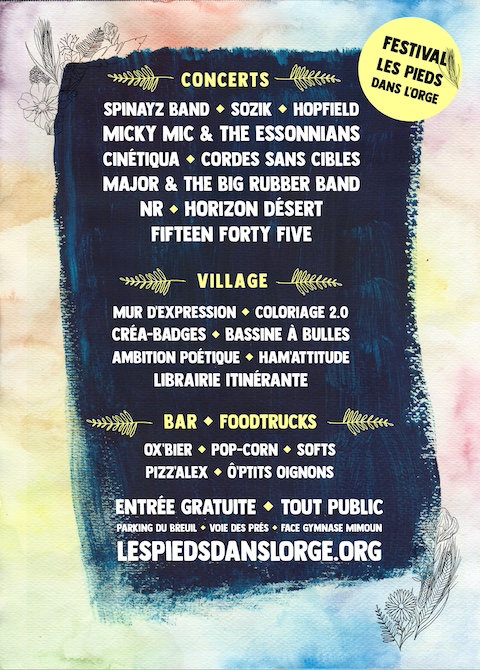 FESTIVAL
LES PIEDS
DANS L'ORGE
CONCERTS
SPINAYZ BAND ◆ SOZIK ◆ HOPFIELD
MICKY MIC & THE ESSONNIANS
CINÉTIQUA ◆ CORDES SANS CIBLES
MAJOR & THE BIG RUBBER BAND
NR ◆ HORIZON DÉSERT
FIFTEEN FORTY FIVE
VILLAGE
MUR D'EXPRESSION ◆ COLORIAGE 2.0
CRÉA-BADGES ◆ BASSINE À BULLES
AMBITION POÉTIQUE ◆ HAM'ATTITUDE
LIBRAIRIE ITINÉRANTE
BAR ◆ FOODTRUCKS
OX'BIER ◆ POP-CORN ◆ SOFTS
PIZZ'ALEX ◆ Ô'PTITS OIGNONS
ENTRÉE GRATUITE ◆ TOUT PUBLIC
PARKING DU BREUIL ◆ VOIE DES PRÉS ◆ FACE GYMNASE MIMOUN
LESPIEDSDANSLORGE.ORG